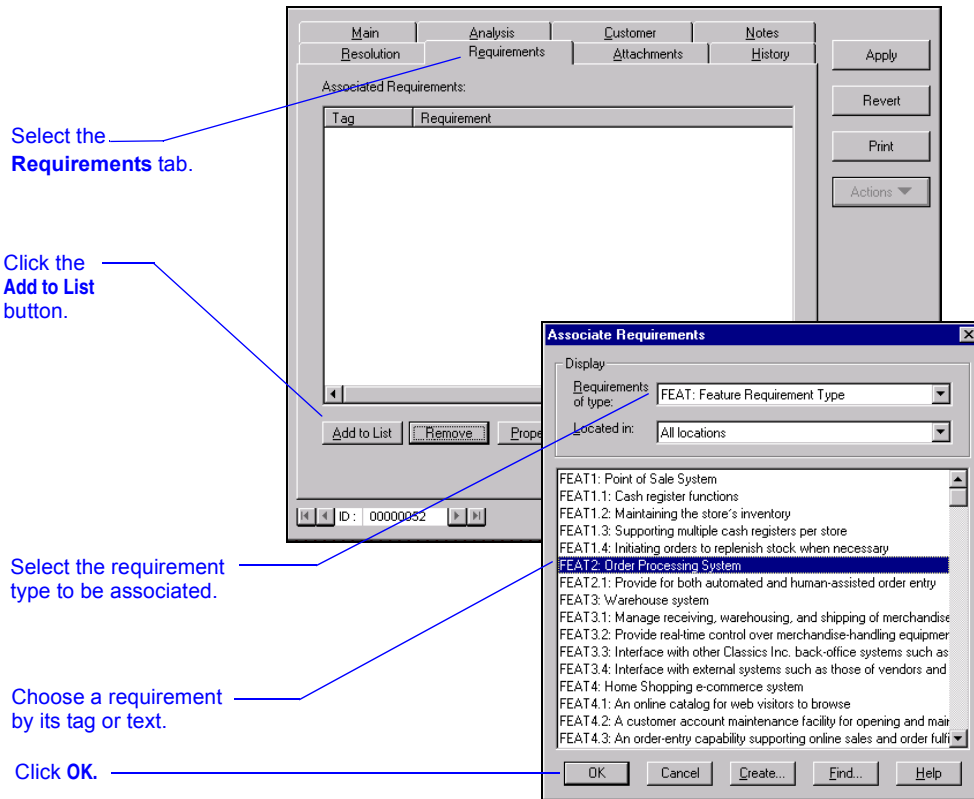 Main Analysis Customer Notes
Resolution Requirements Attachments History
Apply
Revert
Print
Actions
Associated Requirements:
Tag Requirement
Select the
Requirements tab.
Click the
Add to List
button.
Add to List Remove Prope
ID : 00000052
Associate Requirements
Display
Requirements
of type:
FEAT: Feature Requirement Type
Located in: All locations
FEAT1: Point of Sale System
FEAT1.1: Cash register functions
FEAT1.2: Maintaining the store's inventory
FEAT1.3: Supporting multiple cash registers per store
FEAT1.4: Initiating orders to replenish stock when necessary
FEAT2: Order Processing System
FEAT2.1: Provide for both automated and human-assisted order entry
FEAT3: Warehouse system
FEAT3.1: Manage receiving, warehousing, and shipping of merchandise
FEAT3.2: Provide real-time control over merchandise-handling equipmer
FEAT3.3: Interface with other Classics Inc. back-office systems such as
FEAT3.4: Interface with external systems such as those of vendors and
FEAT4: Home Shopping e-commerce system
FEAT4.1: An online catalog for web visitors to browse
FEAT4.2: A customer account maintenance facility for opening and mair
FEAT4.3: An order-entry capability supporting online sales and order fulfi
OK Cancel Create... Find... Help
Select the requirement
type to be associated.
Choose a requirement
by its tag or text.
Click OK.